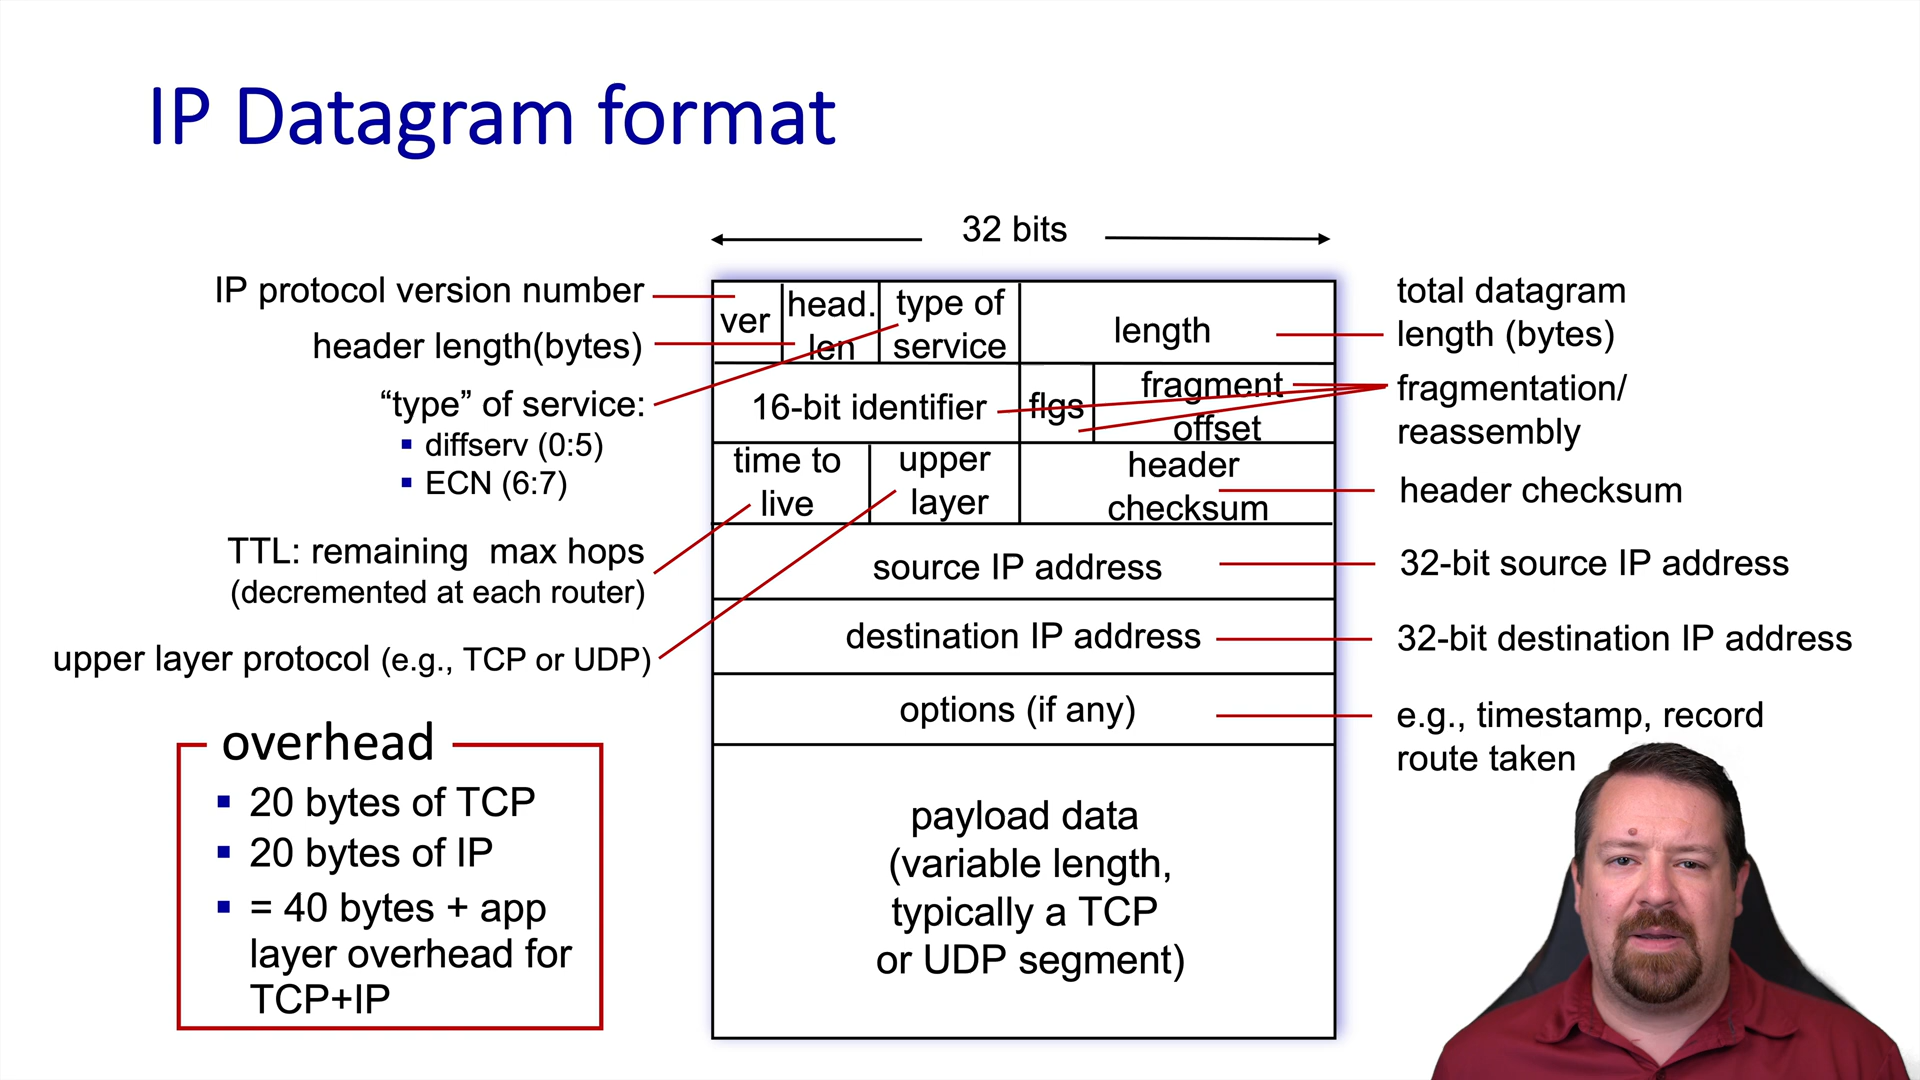 IP Datagram format
32 bits
IP protocol version number
header length(bytes)
“type” of service:
diffserv (0:5)
ECN (6:7)
TTL: remaining max hops
(decremented at each router)
upper layer protocol (e.g., TCP or UDP)
overhead
20 bytes of TCP
20 bytes of IP
= 40 bytes + app
layer overhead for
TCP+IP
ver
head.
len
type of
service
length
16-bit identifier
flgs
fragment
offset
time to
live
upper
layer
header
checksum
source IP address
destination IP address
options (if any)
payload data
(variable length,
typically a TCP
or UDP segment)
total datagram
length (bytes)
fragmentation/
reassembly
header checksum
32-bit source IP address
32-bit destination IP address
e.g., timestamp, record
route taken